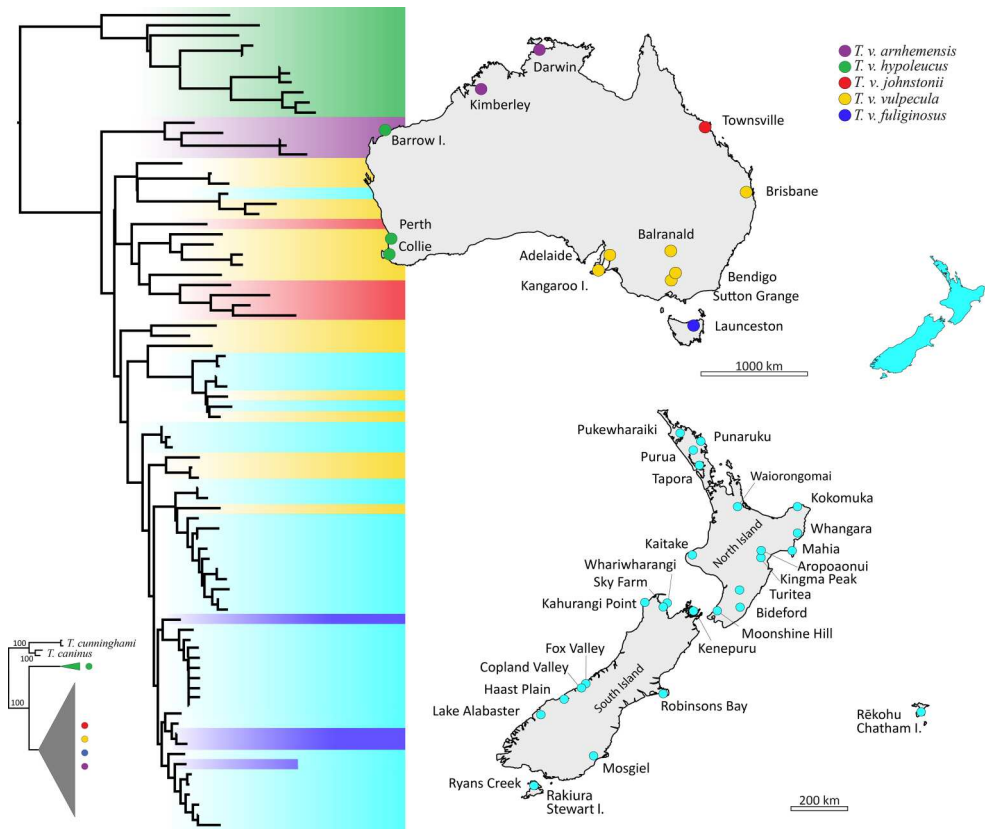 T. v. arnhemensis
T. v. hypoleucus
T. v. johnstonii
T. v. vulpecula
T. v. fuliginosus
Darwin
Kimberley
Barrow I.
Townsville
Brisbane
Perth
Collie
Balranald
Adelaide
Kangaroo I.
Bendigo
Sutton Grange
Launceston
1000 km
Pukewharaiki
Punaruku
Purua
Tapora
Waiorongomai
Kokomuka
Whangara
Kaitake
North Island
Mahia
Aropoaonui
Kingma Peak
Whariwharangi
Sky Farm
Turitea
Kahurangi Point
Bideford
Moonshine Hill
Kenepuru
Fox Valley
Copland Valley
Haast Plain
South Island
Lake Alabaster
Robinsons Bay
Rēkohu
Chatham I.
Mosgiel
Ryans Creek
Rakiura
Stewart I.
200 km
100
T. cunninghami
T. caninus
100
100